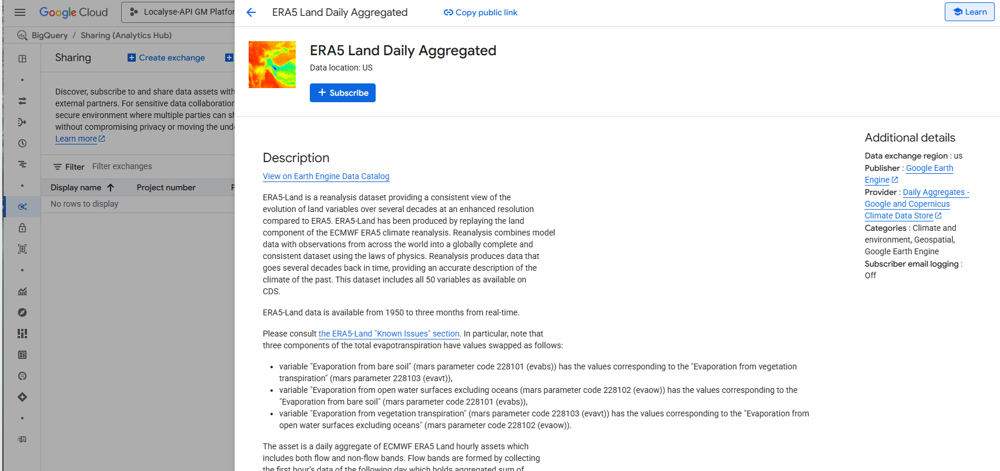 Google Cloud
Localyse-API GM Platfor
BigQuery / Sharing (Analytics Hub)
Sharing
Create exchange
Discover, subscribe to and share data assets with
external partners. For sensitive data collaboration
secure environment where multiple parties can sh
without compromising privacy or moving the unde
Learn more
Filter Filter exchanges
Display name Project number P
No rows to display
ERA5 Land Daily Aggregated
Copy public link
Learn
ERA5 Land Daily Aggregated
Data location: US
Subscribe
Description
View on Earth Engine Data Catalog
ERA5-Land is a reanalysis dataset providing a consistent view of the
evolution of land variables over several decades at an enhanced resolution
compared to ERA5. ERA5-Land has been produced by replaying the land
component of the ECMWF ERA5 climate reanalysis. Reanalysis combines model
data with observations from across the world into a globally complete and
consistent dataset using the laws of physics. Reanalysis produces data that
goes several decades back in time, providing an accurate description of the
climate of the past. This dataset includes all 50 variables as available on
CDS.
ERA5-Land data is available from 1950 to three months from real-time.
Please consult the ERA5-Land "Known Issues" section. In particular, note that
three components of the total evapotranspiration have values swapped as follows:
• variable "Evaporation from bare soil" (mars parameter code 228101 (evabs)) has the values corresponding to the "Evaporation from vegetation
transpiration" (mars parameter 228103 (evavt)),
• variable "Evaporation from open water surfaces excluding oceans (mars parameter code 228102 (evaow)) has the values corresponding to the
"Evaporation from bare soil" (mars parameter code 228101 (evabs)),
• variable "Evaporation from vegetation transpiration" (mars parameter code 228103 (evavt)) has the values corresponding to the "Evaporation from
open water surfaces excluding oceans" (mars parameter code 228102 (evaow)).
The asset is a daily aggregate of ECMWF ERA5 Land hourly assets which
includes both flow and non-flow bands. Flow bands are formed by collecting
the first hour's data of the following day which holds aggregated sum of
Additional details
Data exchange region : us
Publisher : Google Earth
Engine
Provider : Daily Aggregates -
Google and Copernicus
Climate Data Store
Categories : Climate and
environment, Geospatial,
Google Earth Engine
Subscriber email logging :
Off